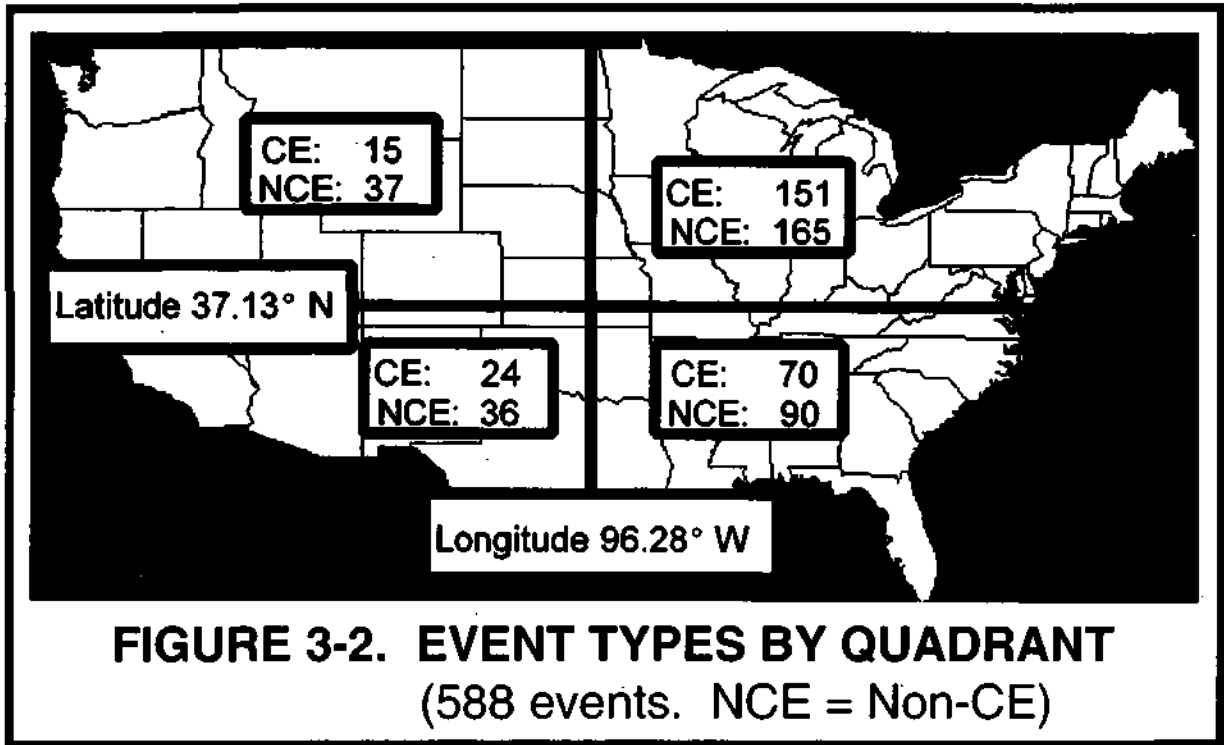 CE: 15
NCE: 37
CE: 151
NCE: 165
Latitude 37.13° N
CE: 24
NCE: 36
CE: 70
NCE: 90
Longitude 96.28° W
FIGURE 3-2. EVENT TYPES BY QUADRANT
(588 events. NCE = Non-CE)